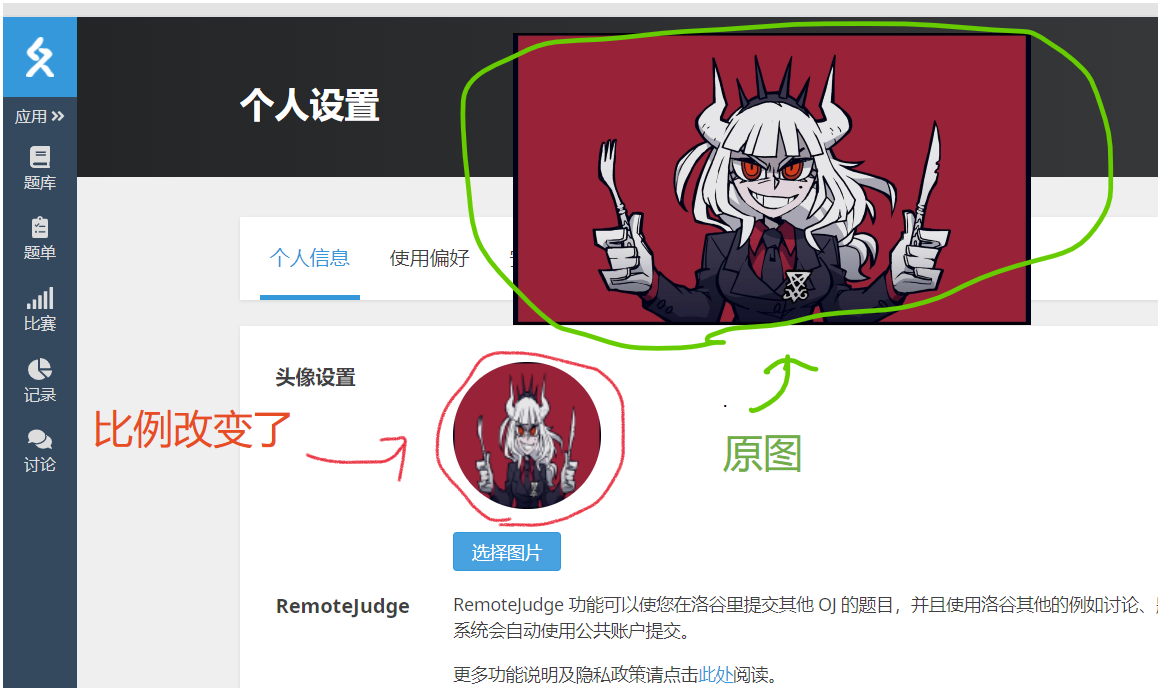 应用
个人设置
题库
题单
个人信息 使用偏好
比赛
头像设置
记录
比例改变了
原图
讨论
选择图片
RemoteJudge
RemoteJudge 功能可以使您在洛谷里提交其他 OJ 的题目，并且使用洛谷其他的例如讨论、
系统会自动使用公共账户提交。
更多功能说明及隐私政策请点击此处阅读。